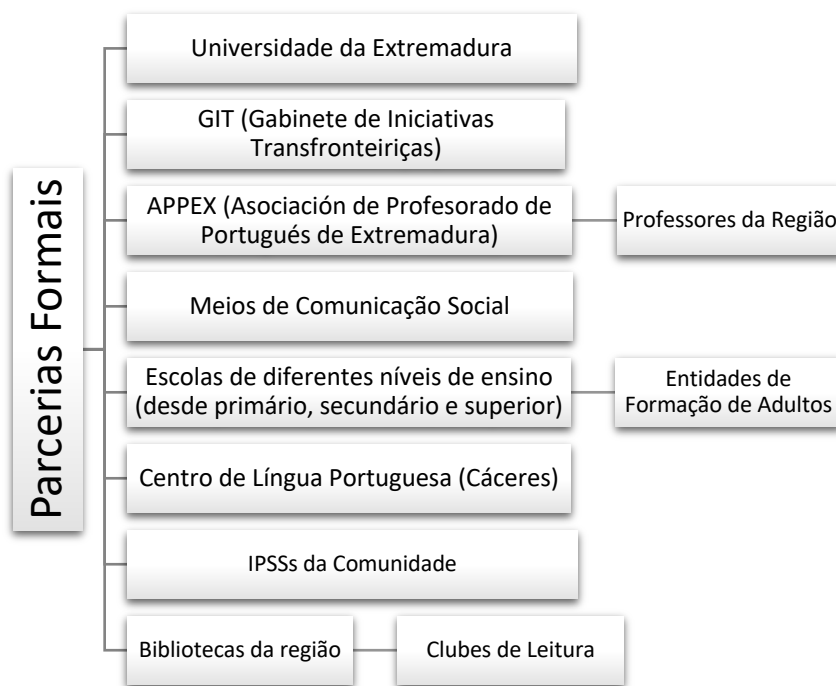 Parcerias Formais
Universidade da Extremadura
GIT (Gabinete de Iniciativas
Transfronteiriças)
APPEX (Asociación de Profesorado de
Portugués de Extremadura)
Professores da Região
Meios de Comunicação Social
Escolas de diferentes níveis de ensino
(desde primário, secundário e superior)
Entidades de
Formação de Adultos
Centro de Língua Portuguesa (Cáceres)
IPSSs da Comunidade
Bibliotecas da região
Clubes de Leitura